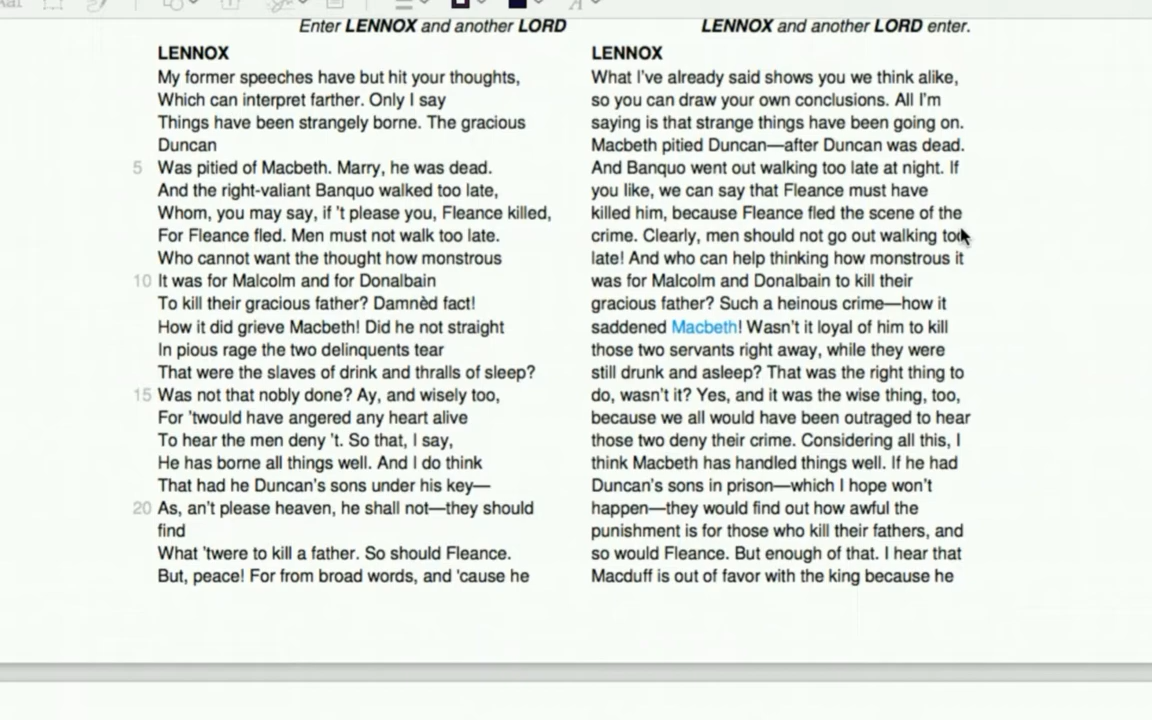 Enter LENNOX and another LORD
LENNOX
My former speeches have but hit your thoughts,
Which can interpret farther. Only I say
Things have been strangely borne. The gracious
Duncan
5 Was pitied of Macbeth. Marry, he was dead.
And the right-valiant Banquo walked too late,
Whom, you may say, if 't please you, Fleance killed,
For Fleance fled. Men must not walk too late.
Who cannot want the thought how monstrous
10 It was for Malcolm and for Donalbain
To kill their gracious father? Damnèd fact!
How it did grieve Macbeth! Did he not straight
In pious rage the two delinquents tear
That were the slaves of drink and thralls of sleep?
15 Was not that nobly done? Ay, and wisely too,
For 'twould have angered any heart alive
To hear the men deny 't. So that, I say,
He has borne all things well. And I do think
That had he Duncan's sons under his key—
20 As, an't please heaven, he shall not—they should
find
What 'twere to kill a father. So should Fleance.
But, peace! For from broad words, and 'cause he
LENNOX and another LORD enter.
LENNOX
What I've already said shows you we think alike,
so you can draw your own conclusions. All I'm
saying is that strange things have been going on.
Macbeth pitied Duncan—after Duncan was dead.
And Banquo went out walking too late at night. If
you like, we can say that Fleance must have
killed him, because Fleance fled the scene of the
crime. Clearly, men should not go out walking too
late! And who can help thinking how monstrous it
was for Malcolm and Donalbain to kill their
gracious father? Such a heinous crime—how it
saddened Macbeth! Wasn't it loyal of him to kill
those two servants right away, while they were
still drunk and asleep? That was the right thing to
do, wasn't it? Yes, and it was the wise thing, too,
because we all would have been outraged to hear
those two deny their crime. Considering all this, I
think Macbeth has handled things well. If he had
Duncan's sons in prison—which I hope won't
happen—they would find out how awful the
punishment is for those who kill their fathers, and
so would Fleance. But enough of that. I hear that
Macduff is out of favor with the king because he